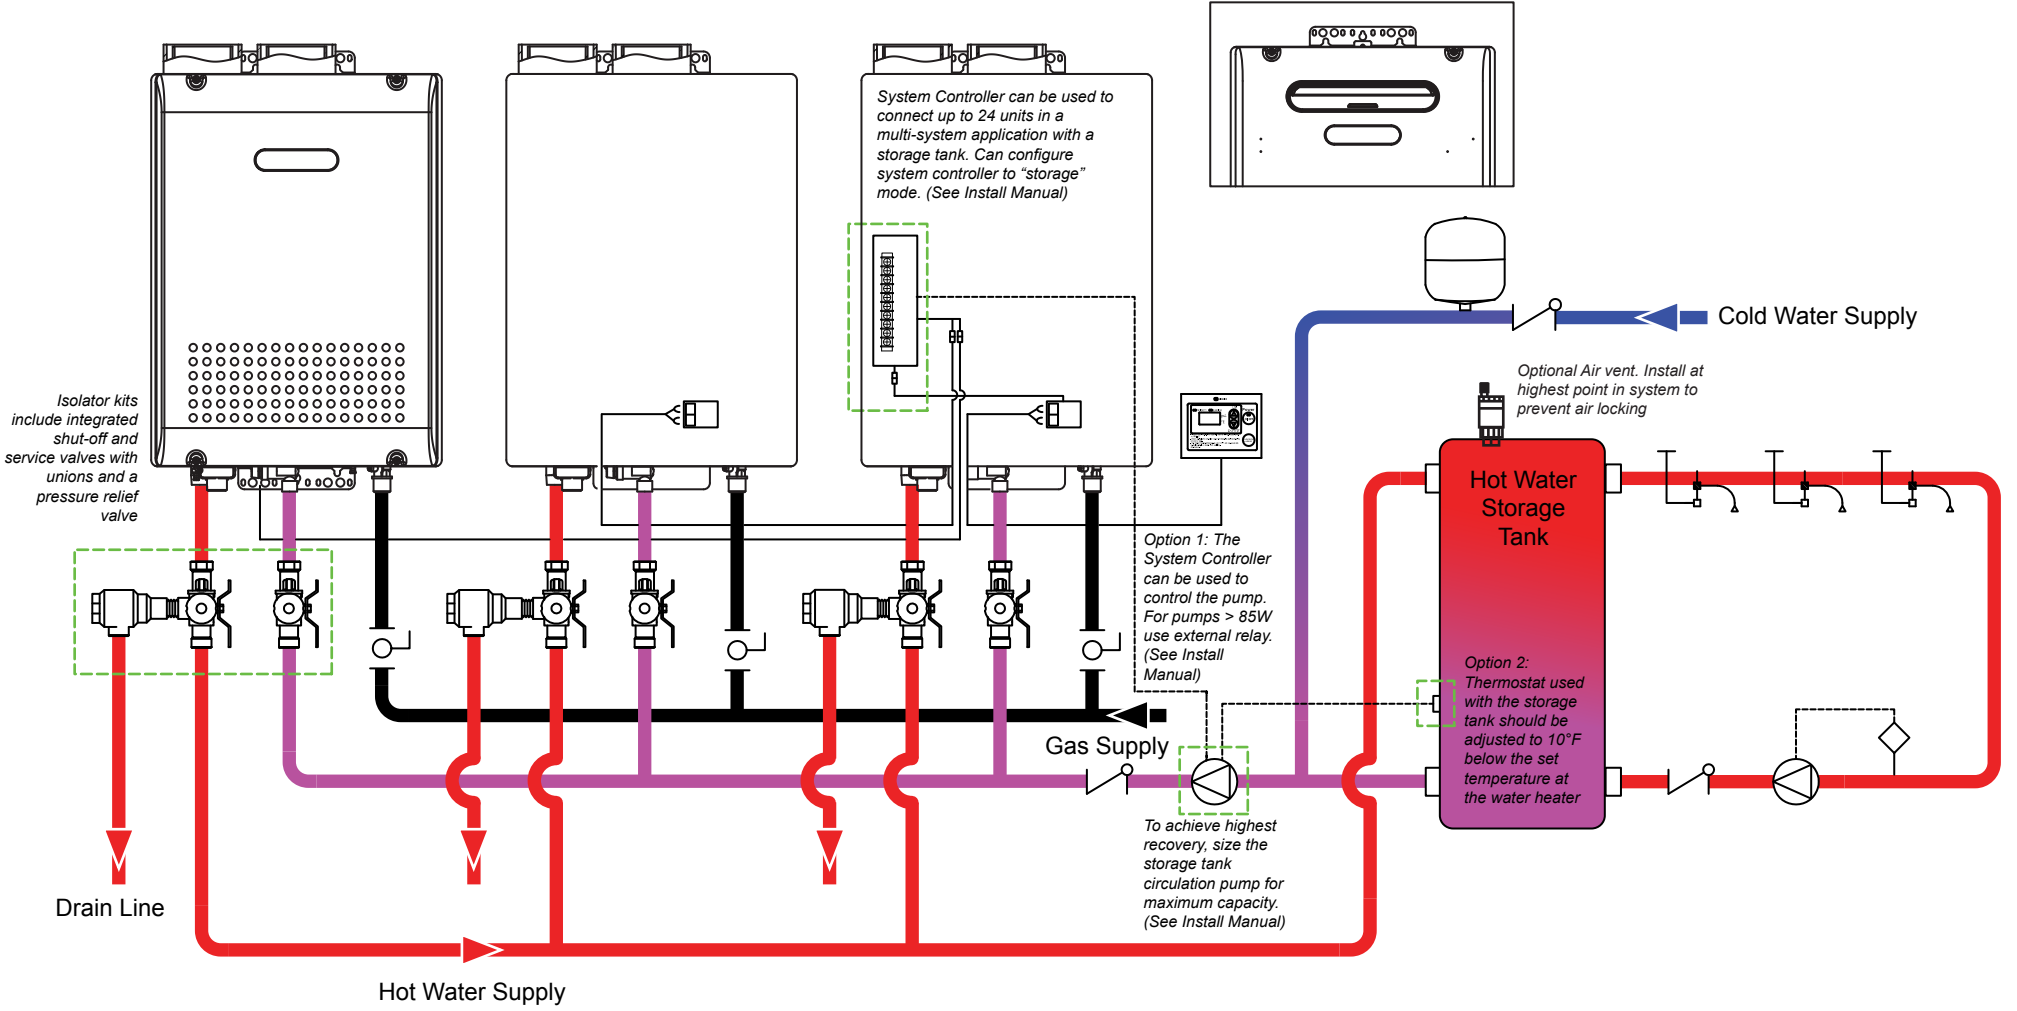 System Controller can be used to
connect up to 24 units in a
multi-system application with a
storage tank. Can configure
system controller to “storage”
mode. (See Install Manual)
Cold Water Supply
Optional Air vent. Install at
highest point in system to
prevent air locking
Isolator kits
include integrated
shut-off and
service valves with
unions and a
pressure relief
valve
Hot Water
Storage
Tank
Option 1: The
System Controller
can be used to
control the pump.
For pumps > 85W
use external relay.
(See Install
Manual)
Option 2:
Thermostat used
with the storage
tank should be
adjusted to 10°F
below the set
temperature at
the water heater
Gas Supply
To achieve highest
recovery, size the
storage tank
circulation pump for
maximum capacity.
(See Install Manual)
Drain Line
Hot Water Supply